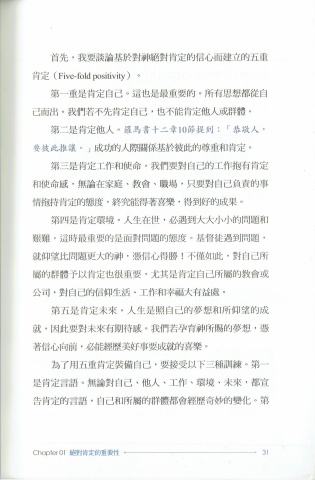 首先，我要談論基於對神絕對肯定的信心而建立的五重
肯定（Five-fold positivity）。
第一重是肯定自己。這也是最重要的。所有思想都從自
己而出。我們若不先肯定自己，也不能肯定他人或群體。
第二是肯定他人。羅馬書十二章10節提到：「恭敬人，
要彼此推讓。」成功的人際關係基於彼此的尊重和肯定。
第三是肯定工作和使命。我們要對自己的工作抱有肯定
和使命感。無論在家庭、教會、職場，只要對自己負責的事
情抱持肯定的態度，終究能得著喜樂，得到好的成果。
第四是肯定環境。人生在世，必遇到大大小小的問題和
艱難。這時最重要的是面對問題的態度。基督徒遇到問題，
就仰望比問題更大的神，憑信心得勝！不僅如此，對自己所
屬的群體予以肯定也很重要，尤其是肯定自己所屬的教會或
公司，對自己的信仰生活、工作和幸福大有益處。
第五是肯定未來。人生是照自己的夢想和所仰望的成
就，因此要對未來有期待感。我們若孕育神所賜的夢想，憑
著信心向前，必能經歷美好事要成就的喜樂。
為了用五重肯定裝備自己，要接受以下三種訓練。第一
是肯定言語。無論對自己、他人、工作、環境、未來，都宣
告肯定的言語，自己和所屬的群體都會經歷奇妙的變化。第
Chapter 01 絕對肯定的重要性 31